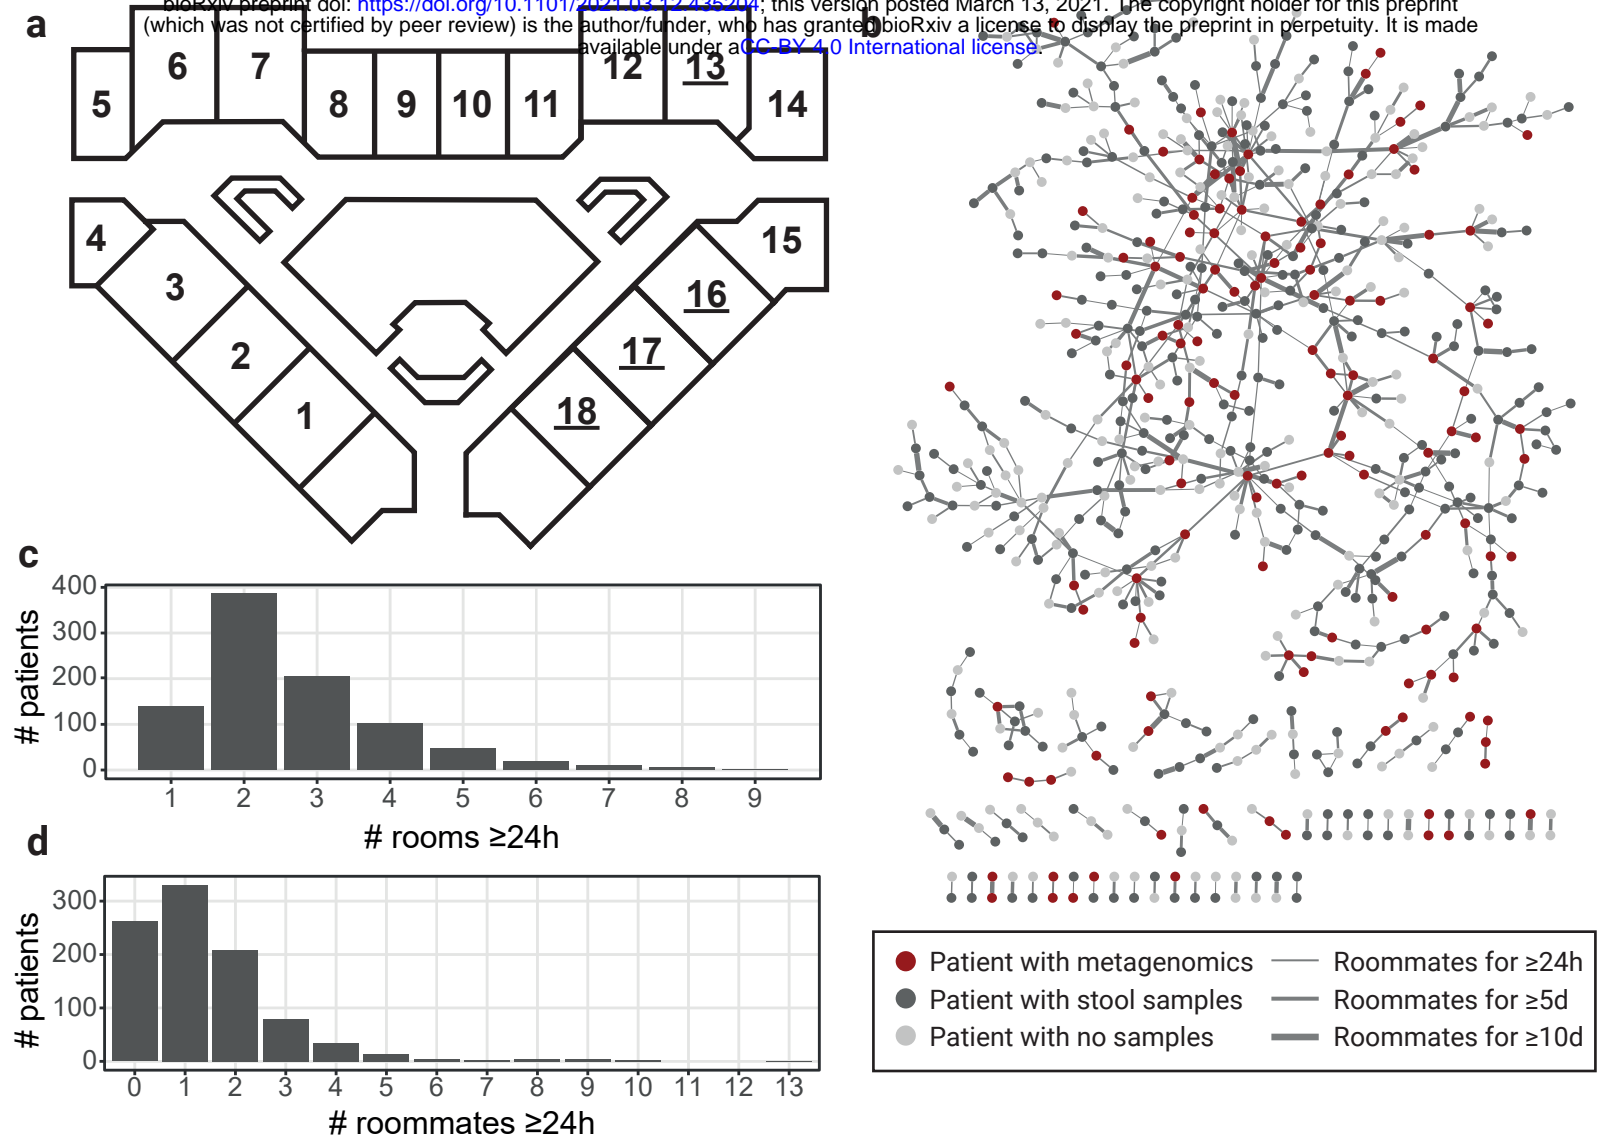 bioRxiv preprint doi: https://doi.org/10.1101/2021.03.12.435204; this version posted March 13, 2021. The copyright holder for this preprint
(which was not certified by peer review) is the author/funder, who has granted bioRxiv a license to display the preprint in perpetuity. It is made
available under aCC-BY 4.0 International license.
a
5
6
7
8
9
10
11
12
13
14
4
3
2
1
15
16
17
18
b
Patient with metagenomics
Patient with stool samples
Patient with no samples
Roommates for ≥24h
Roommates for ≥5d
Roommates for ≥10d
c
# patients
400
300
200
100
0
1 2 3 4 5 6 7 8 9
# rooms ≥24h
d
# patients
300
200
100
0
0 1 2 3 4 5 6 7 8 9 10 11 12 13
# roommates ≥24h